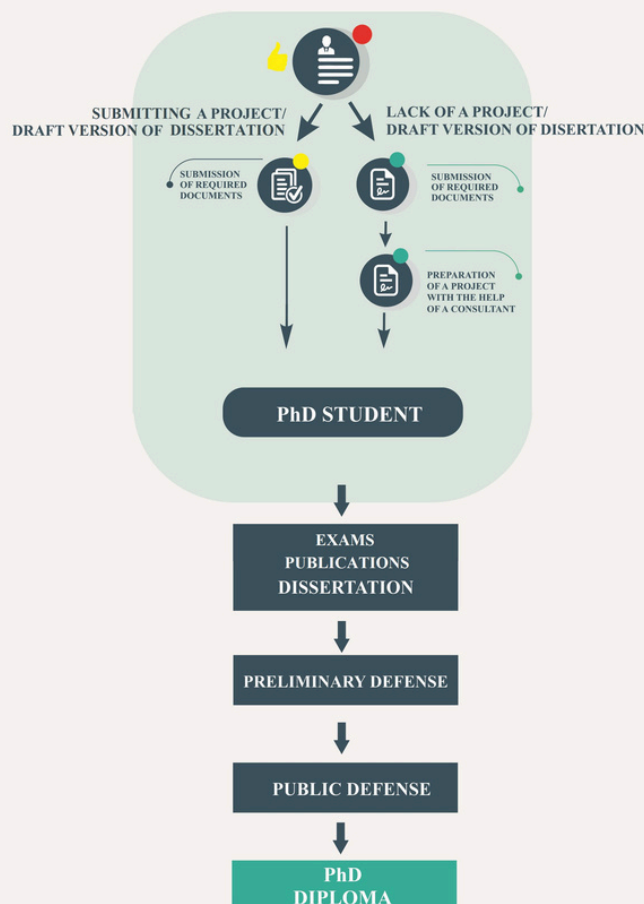 SUBMITTING A PROJECT/
DRAFT VERSION OF DISSERTATION
LACK OF A PROJECT/
DRAFT VERSION OF DISERTATION
SUBMISSION
OF REQUIRED
DOCUMENTS
SUBMISSION
OF REQUIRED
DOCUMENTS
PREPARATION
OF A PROJECT
WITH THE HELP
OF A CONSULTANT
PhD STUDENT
EXAMS
PUBLICATIONS
DISSERTATION
PRELIMINARY DEFENSE
PUBLIC DEFENSE
PhD
DIPLOMA